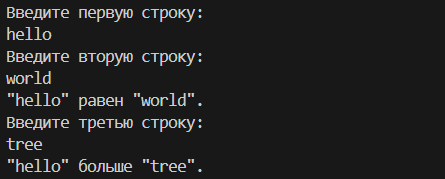 Введите первую строку:
hello
Введите вторую строку:
world
"hello" равен "world".
Введите третью строку:
tree
"hello" больше "tree".